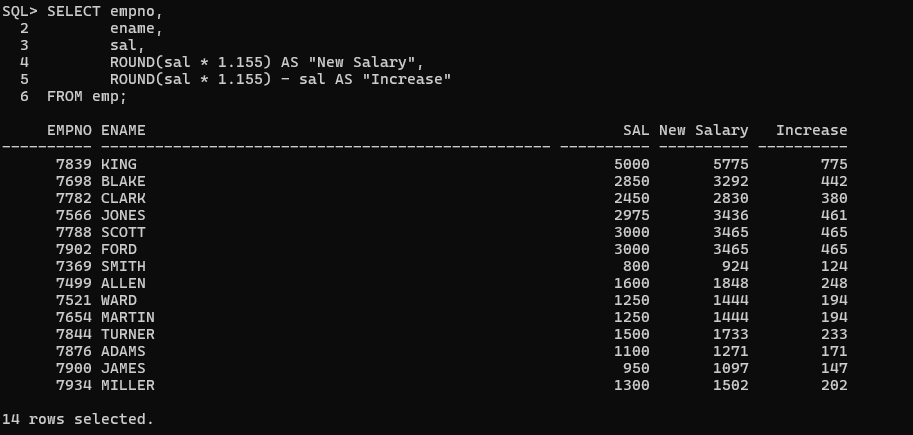 SQL> SELECT empno,
  2         ename,
  3         sal,
  4         ROUND(sal * 1.155) AS "New Salary",
  5         ROUND(sal * 1.155) - sal AS "Increase"
  6  FROM emp;
     EMPNO ENAME                                                     SAL New Salary   Increase
---------- -------------------------------------------------- ---------- ---------- ----------
      7839 KING                                                     5000       5775        775
      7698 BLAKE                                                    2850       3292        442
      7782 CLARK                                                    2450       2830        380
      7566 JONES                                                    2975       3436        461
      7788 SCOTT                                                    3000       3465        465
      7902 FORD                                                     3000       3465        465
      7369 SMITH                                                     800        924        124
      7499 ALLEN                                                    1600       1848        248
      7521 WARD                                                     1250       1444        194
      7654 MARTIN                                                   1250       1444        194
      7844 TURNER                                                   1500       1733        233
      7876 ADAMS                                                    1100       1271        171
      7900 JAMES                                                     950       1097        147
      7934 MILLER                                                   1300       1502        202
14 rows selected.